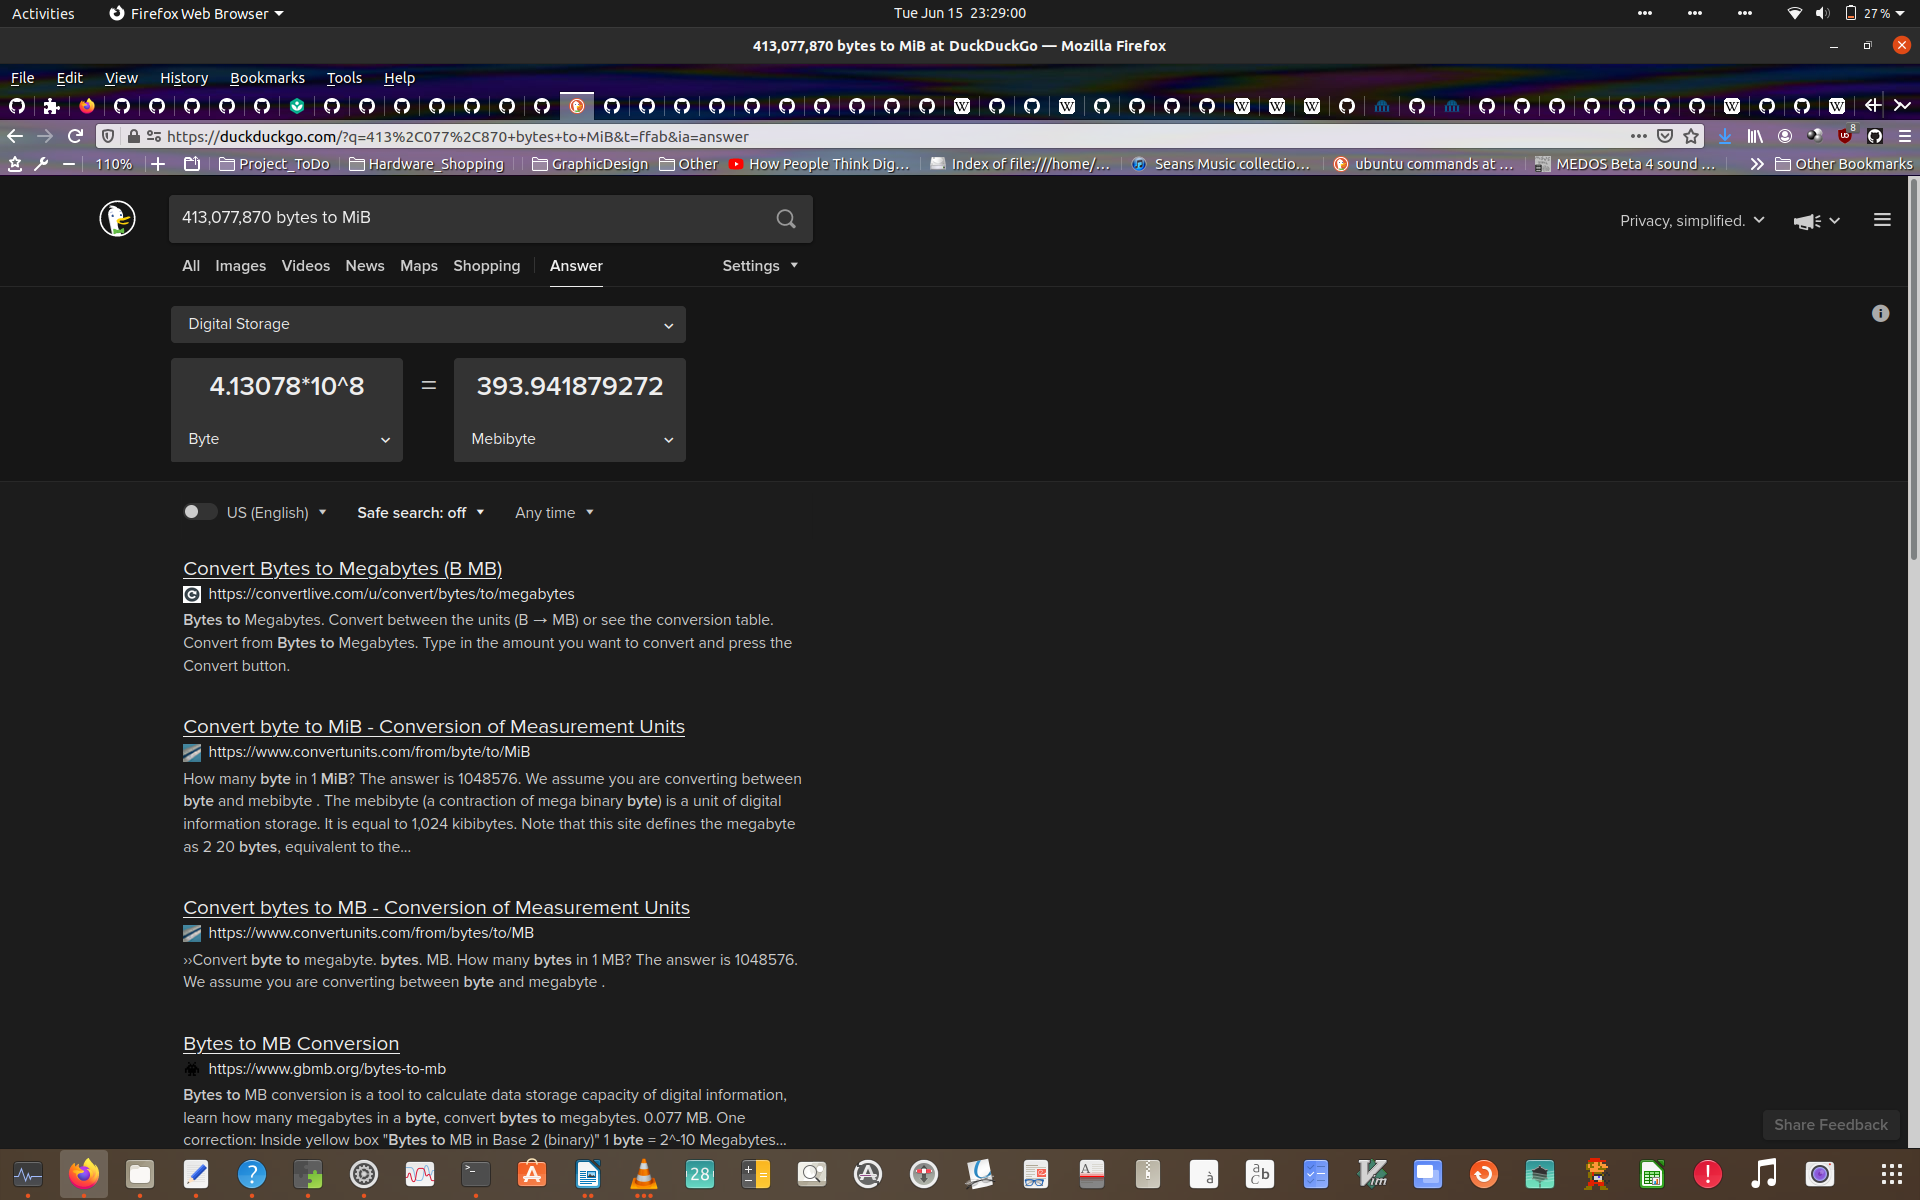 Activities
Firefox Web Browser
Tue Jun 15 23:29:00
27 %
413,077,870 bytes to MiB at DuckDuckGo — Mozilla Firefox
File Edit View History Bookmarks Tools Help
https://duckduckgo.com/?q=413%2C077%2C870+bytes+to+MiB&t=ffab&ia=answer
8
110%
Project_ToDo
Hardware_Shopping
GraphicDesign
Other
How People Think Dig…
Index of file:///home/…
Seans Music collectio…
ubuntu commands at …
MEDOS Beta 4 sound …
Other Bookmarks
413,077,870 bytes to MiB
Privacy, simplified.
All Images Videos News Maps Shopping Answer Settings
Digital Storage
4.13078*10^8 = 393.941879272
Byte Mebibyte
US (English) Safe search: off Any time
Convert Bytes to Megabytes (B MB)
https://convertlive.com/u/convert/bytes/to/megabytes
Bytes to Megabytes. Convert between the units (B → MB) or see the conversion table.
Convert from Bytes to Megabytes. Type in the amount you want to convert and press the
Convert button.
Convert byte to MiB - Conversion of Measurement Units
https://www.convertunits.com/from/byte/to/MiB
How many byte in 1 MiB? The answer is 1048576. We assume you are converting between
byte and mebibyte . The mebibyte (a contraction of mega binary byte) is a unit of digital
information storage. It is equal to 1,024 kibibytes. Note that this site defines the megabyte
as 2 20 bytes, equivalent to the...
Convert bytes to MB - Conversion of Measurement Units
https://www.convertunits.com/from/bytes/to/MB
››Convert byte to megabyte. bytes. MB. How many bytes in 1 MB? The answer is 1048576.
We assume you are converting between byte and megabyte .
Bytes to MB Conversion
https://www.gbmb.org/bytes-to-mb
Bytes to MB conversion is a tool to calculate data storage capacity of digital information,
learn how many megabytes in a byte, convert bytes to megabytes. 0.077 MB. One
correction: Inside yellow box "Bytes to MB in Base 2 (binary)" 1 byte = 2^-10 Megabytes...
Share Feedback
28